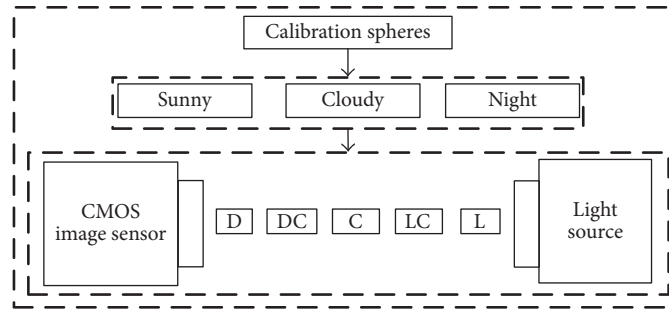 Calibration spheres
Sunny
Cloudy
Night
CMOS
image sensor
D
DC
C
LC
L
Light
source